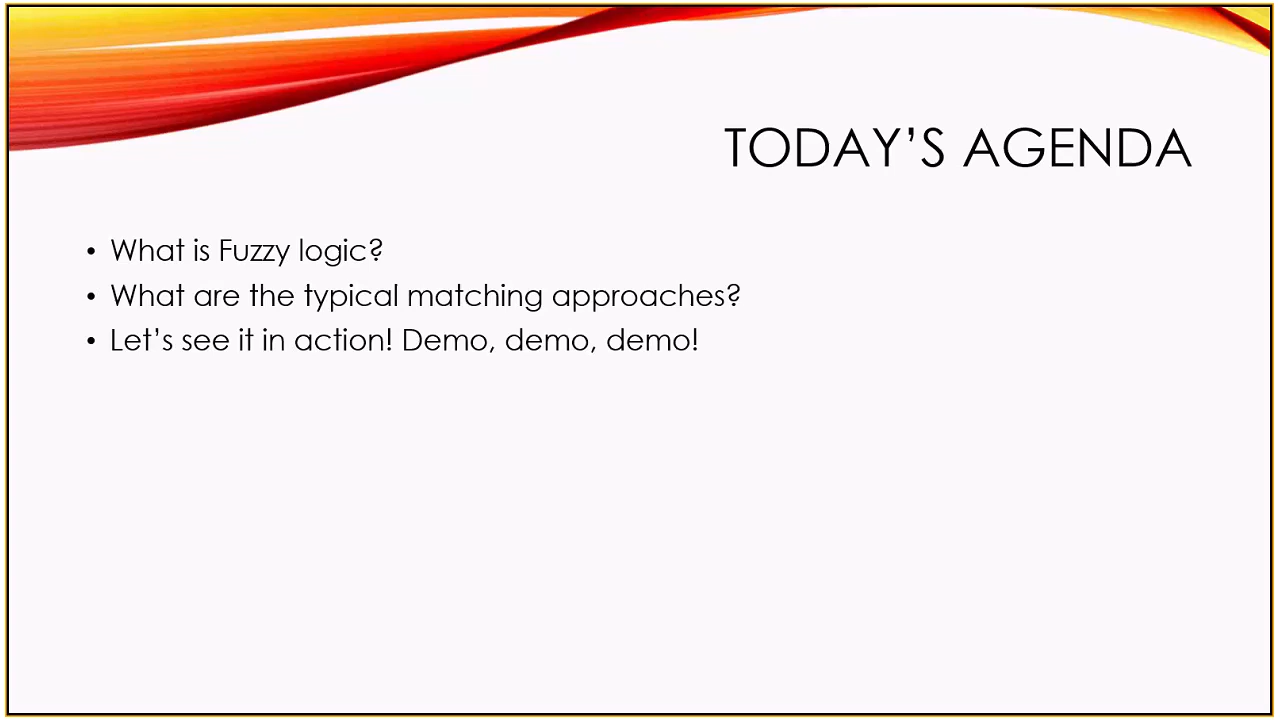 TODAY’S AGENDA
• What is Fuzzy logic?
• What are the typical matching approaches?
• Let’s see it in action! Demo, demo, demo!